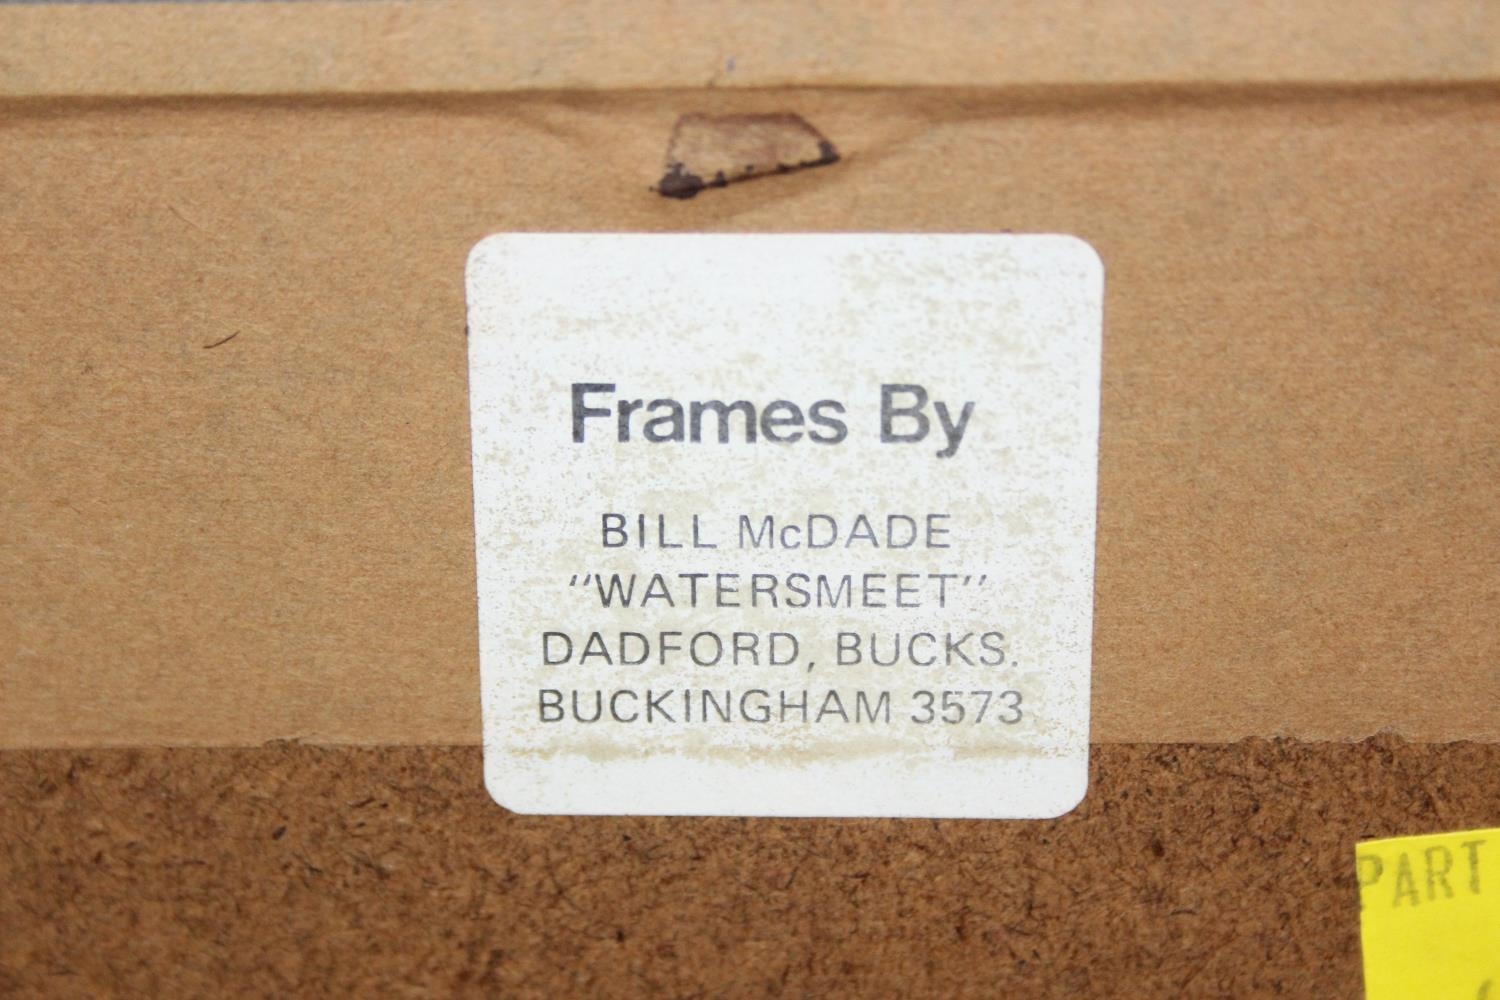 Frames By
BILL McDADE
"WATERSMEET"
DADFORD, BUCKS.
BUCKINGHAM 3573
PART